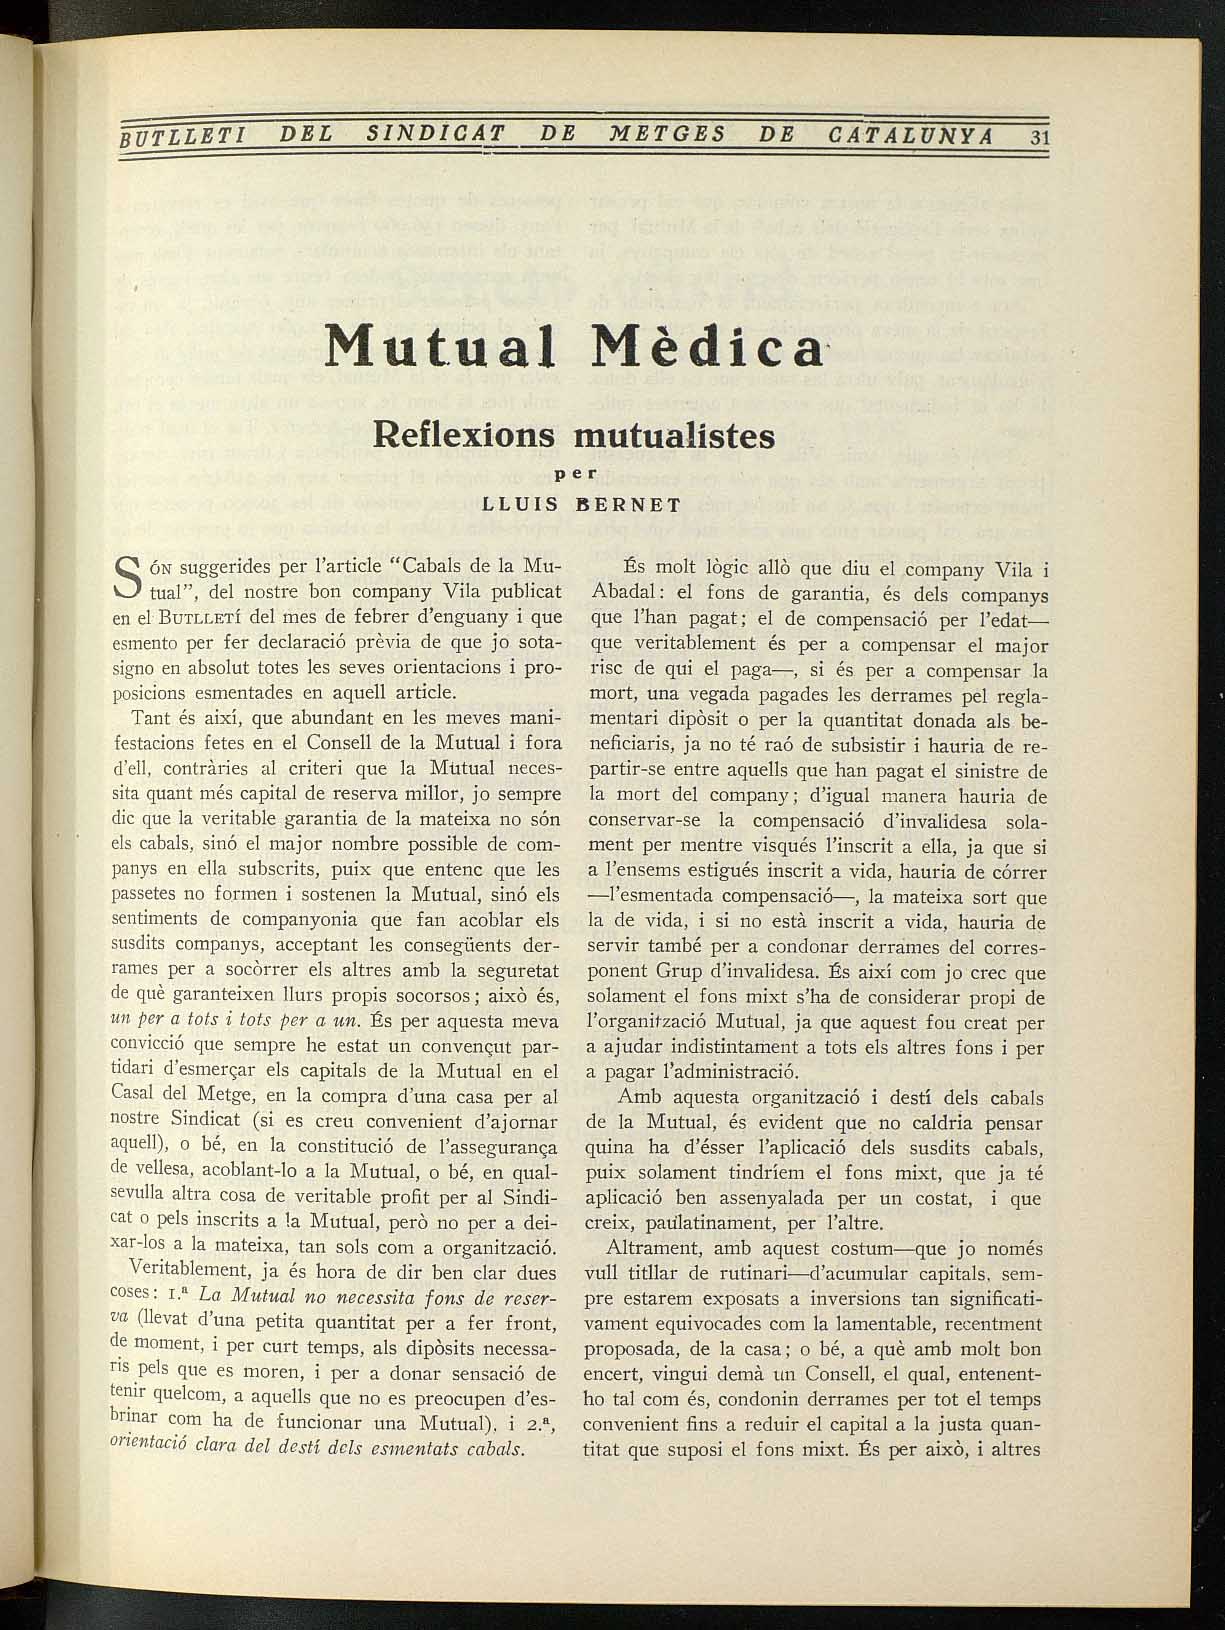 BUTLLETI DEL SINDICAT DE METGES DE CATALUNYA 31
Mutual Mèdica
Reflexions mutualistes
per
LLUIS BERNET
SÓN suggerides per l'article “Cabals de la Mu-
tual”, del nostre bon company Vila publicat
en el BUTLLETÍ del mes de febrer d'enguany i que
esmento per fer declaració prèvia de que jo sota-
signo en absolut totes les seves orientacions i pro-
posicions esmentades en aquell article.
Tant és així, que abundant en les meves mani-
festacions fetes en el Consell de la Mutual i fora
d'ell, contràries al criteri que la Mutual neces-
sita quant més capital de reserva millor, jo sempre
dic que la veritable garantia de la mateixa no són
els cabals, sinó el major nombre possible de com-
panys en ella subscrits, puix que entenc que les
passetes no formen i sostenen la Mutual, sinó els
sentiments de companyonia que fan acoblar els
susdits companys, acceptant les consegüents der-
rames per a socòrrer els altres amb la seguretat
de què garanteixen llurs propis socorsos; això és,
un per a tots i tots per a un. És per aquesta meva
convicció que sempre he estat un convençut par-
tidari d'esmerçar els capitals de la Mutual en el
Casal del Metge, en la compra d'una casa per al
nostre Sindicat (si es creu convenient d'ajornar
aquell), o bé, en la constitució de l'assegurança
de vellesa, acoblant-lo a la Mutual, o bé, en qual-
sevulla altra cosa de veritable profit per al Sindi-
cat o pels inscrits a la Mutual, però no per a dei-
xar-los a la mateixa, tan sols com a organització.
Veritablement, ja és hora de dir ben clar dues
coses: 1.ª La Mutual no necessita fons de reser-
va (llevat d'una petita quantitat per a fer front,
de moment, i per curt temps, als dipòsits necessa-
ris pels que es moren, i per a donar sensació de
tenir quelcom, a aquells que no es preocupen d'es-
brinar com ha de funcionar una Mutual), i 2.ª,
orientació clara del destí dels esmentats cabals.
És molt lògic allò que diu el company Vila i
Abadal: el fons de garantia, és dels companys
que l'han pagat; el de compensació per l'edat—
que veritablement és per a compensar el major
risc de qui el paga—, si és per a compensar la
mort, una vegada pagades les derrames pel regla-
mentari dipòsit o per la quantitat donada als be-
neficiaris, ja no té raó de subsistir i hauria de re-
partir-se entre aquells que han pagat el sinistre de
la mort del company; d'igual manera hauria de
conservar-se la compensació d'invalidesa sola-
ment per mentre visqués l'inscrit a ella, ja que si
a l'ensems estigués inscrit a vida, hauria de córrer
—l'esmentada compensació—, la mateixa sort que
la de vida, i si no està inscrit a vida, hauria de
servir també per a condonar derrames del corres-
ponent Grup d'invalidesa. És així com jo crec que
solament el fons mixt s'ha de considerar propi de
l'organització Mutual, ja que aquest fou creat per
a ajudar indistintament a tots els altres fons i per
a pagar l'administració.
Amb aquesta organització i destí dels cabals
de la Mutual, és evident que no caldria pensar
quina ha d'ésser l'aplicació dels susdits cabals,
puix solament tindríem el fons mixt, que ja té
aplicació ben assenyalada per un costat, i que
creix, paulatinament, per l'altre.
Altrament, amb aquest costum—que jo només
vull titllar de rutinari—d'acumular capitals, sem-
pre estarem exposats a inversions tan significati-
vament equivocades com la lamentable, recentment
proposada, de la casa; o bé, a què amb molt bon
encert, vingui demà un Consell, el qual, entenent-
ho tal com és, condonin derrames per tot el temps
convenient fins a reduir el capital a la justa quan-
titat que suposi el fons mixt. És per això, i altres